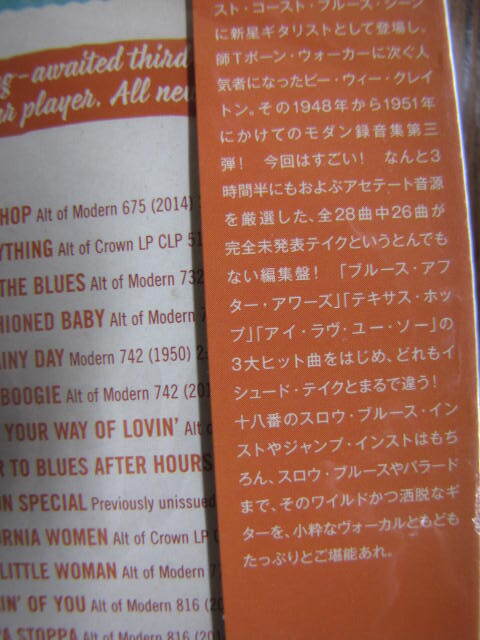 g-awaited third
ar player. All new
HOP Alt of Modern 675 (2014)
YTHING Alt of Crown LP CLP 51
THE BLUES Alt of Modern 732
HIONED BABY Alt of Modern
AINY DAY Modern 742 (1950) 2
BOOGIE Alt of Modern 742 (20
YOUR WAY OF LOVIN' Alt
R TO BLUES AFTER HOURS
ON SPECIAL Previously unissued
ORNIA WOMEN Alt of Crown LP
LITTLE WOMAN Alt of Modern 7
IN' OF YOU Alt of Modern 816 (20
A STOPPA Alt of Modern 816 (20
スト・コースト・ブルース・シーン
に新星ギタリストとして登場し、
師Tボーン・ウォーカーに次ぐ人
気者になったピー・ウィー・クレイ
トン。その1948年から1951年
にかけてのモダン録音集第三
弾！ 今回はすごい！ なんと3
時間半にもおよぶアセテート音源
を厳選した、全28曲中26曲が
完全未発表テイクというとんでも
ない編集盤！ 「ブルース・アフ
ター・アワーズ」「テキサス・ホッ
プ」「アイ・ラヴ・ユー・ソー」の
3大ヒット曲をはじめ、どれもイ
シュード・テイクとまるで違う！
十八番のスロウ・ブルース・イン
ストやジャンプ・インストはもち
ろん、スロウ・ブルースやバラード
まで、そのワイルドかつ洒脱なギ
ターを、小粋なヴォーカルともども
たっぷりとご堪能あれ。